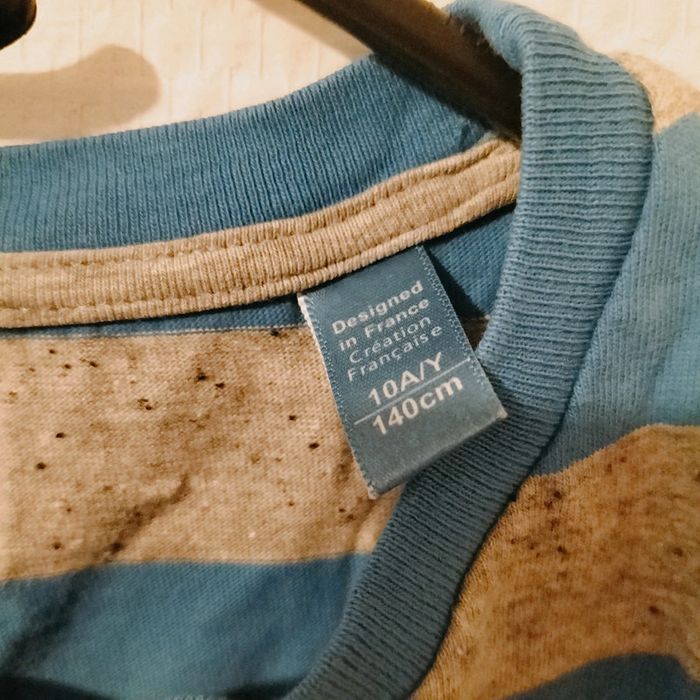 Designed
in France
Création
Française
10A/Y
140cm